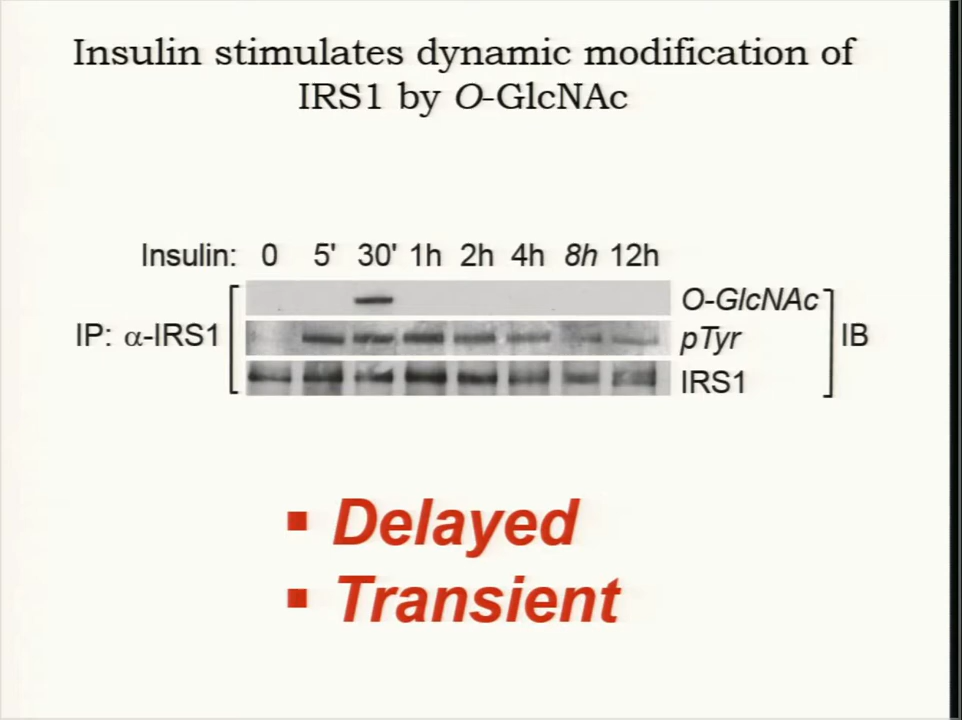 Insulin stimulates dynamic modification of
IRS1 by O-GlcNAc
Insulin: 0 5' 30' 1h 2h 4h 8h 12h
O-GlcNAc
IP: α-IRS1 pTyr IB
IRS1
▪ Delayed
▪ Transient